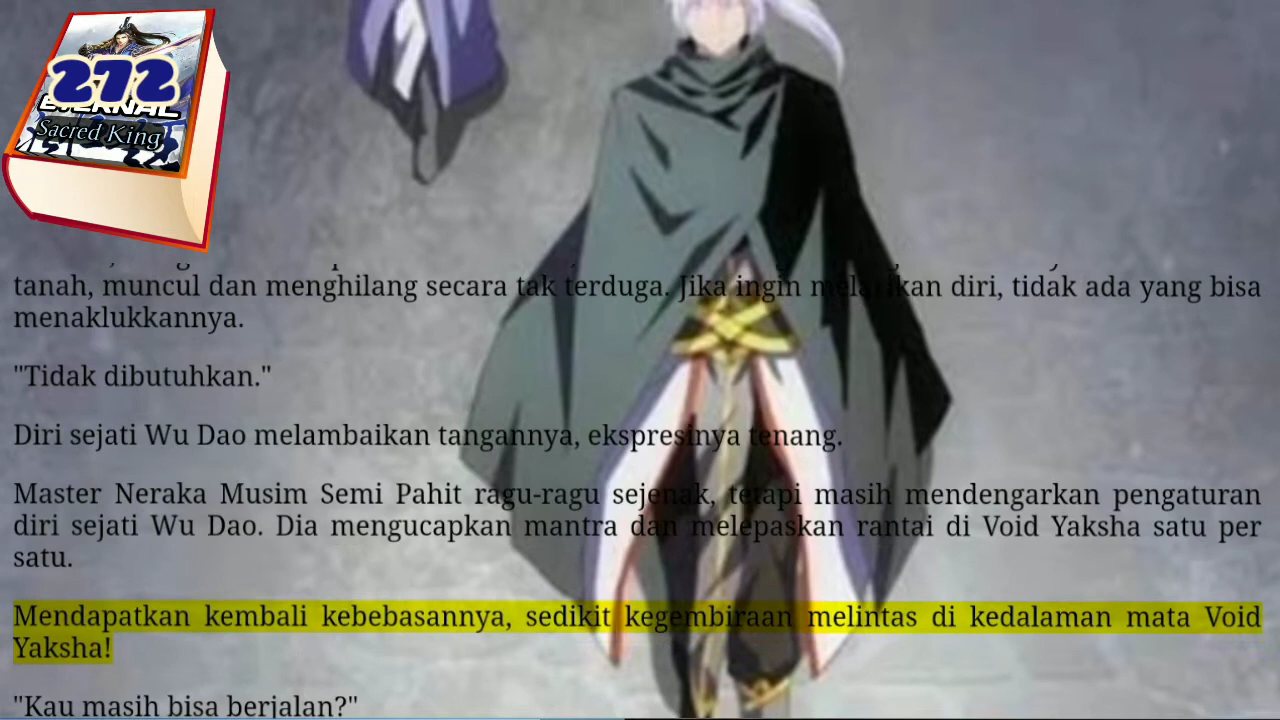 272
ETERNAL
Sacred King
tanah, muncul dan menghilang secara tak terduga. Jika ingin melarikan diri, tidak ada yang bisa
menaklukkannya.
"Tidak dibutuhkan."
Diri sejati Wu Dao melambaikan tangannya, ekspresinya tenang.
Master Neraka Musim Semi Pahit ragu-ragu sejenak, tetapi masih mendengarkan pengaturan
diri sejati Wu Dao. Dia mengucapkan mantra dan melepaskan rantai di Void Yaksha satu per
satu.
Mendapatkan kembali kebebasannya, sedikit kegembiraan melintas di kedalaman mata Void
Yaksha!
"Kau masih bisa berjalan?"